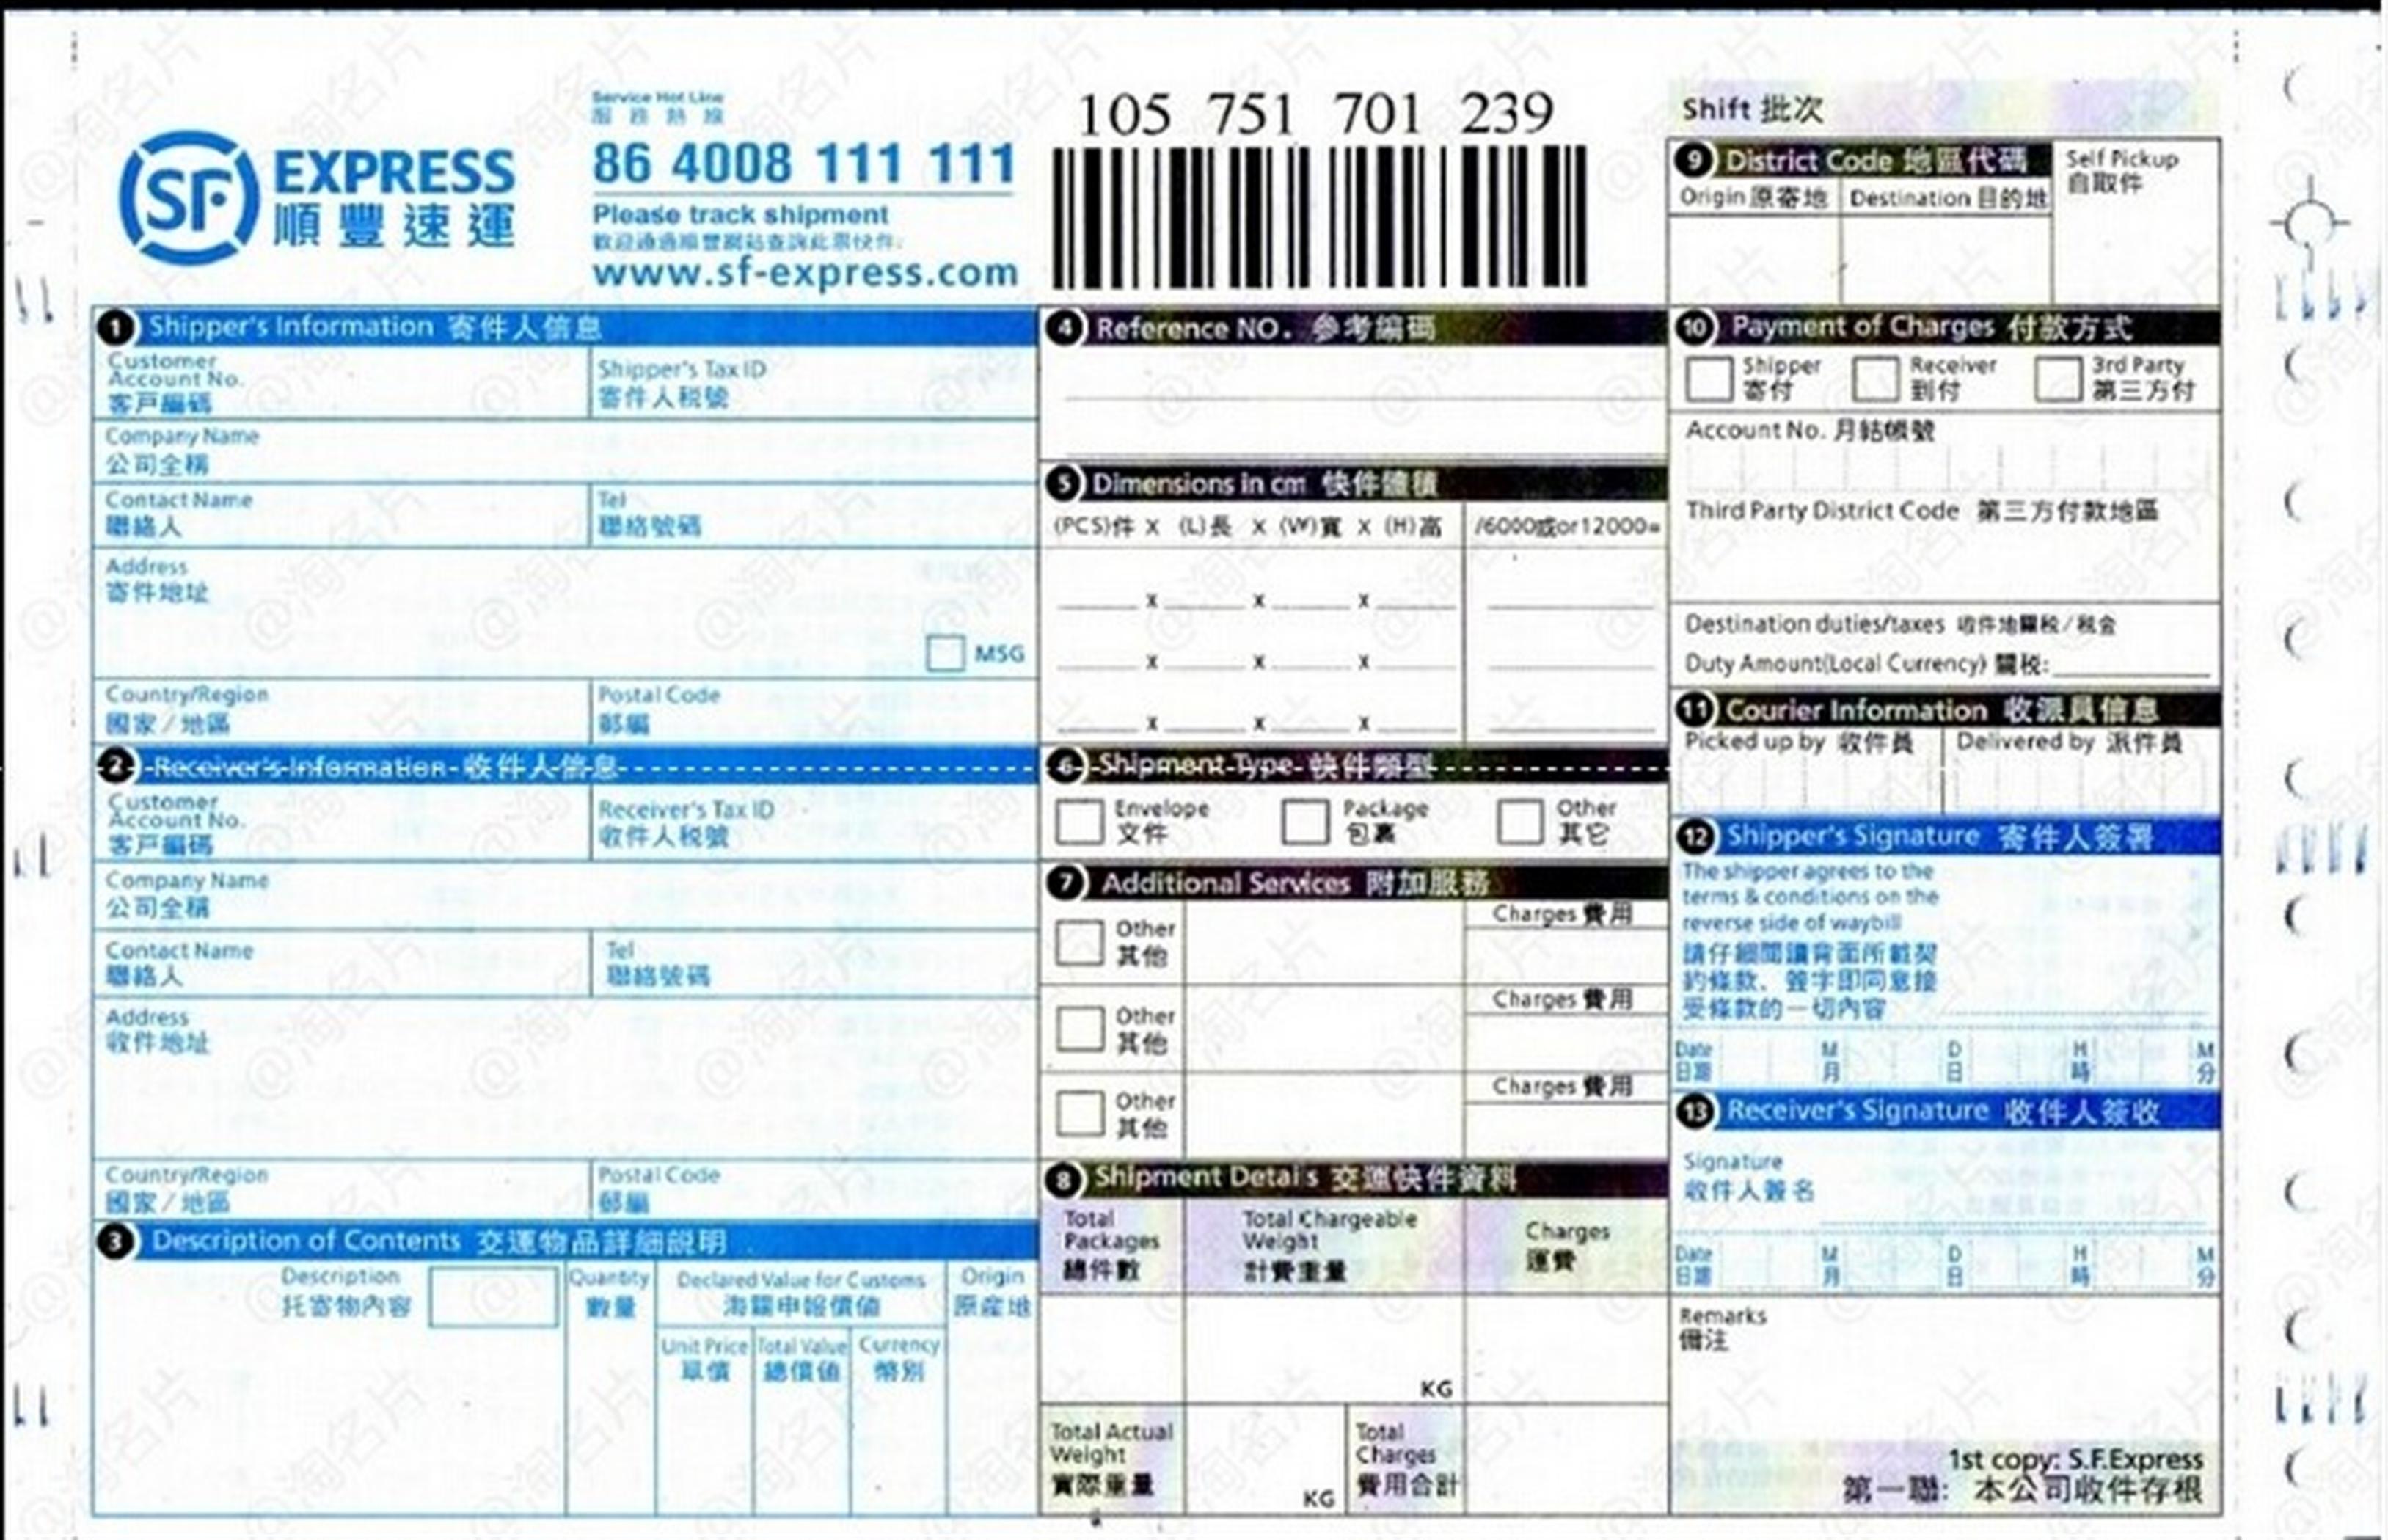 Service Hot Line
服務熱線
86 4008 111 111
SF EXPRESS
順豐速運
Please track shipment
歡迎通過順豐網站查詢此票快件:
www.sf-express.com
105 751 701 239
Shift 批次
9 District Code 地區代碼
Origin 原寄地 Destination 目的地
Self Pickup
自取件
1 Shipper's Information 寄件人信息
Customer
Account No.
客戶編碼
Shipper's Tax ID
寄件人税號
Company Name
公司全稱
Contact Name
聯絡人
Tel
聯絡號碼
Address
寄件地址
MSG
Country/Region
國家/地區
Postal Code
郵編
2 Receiver's Information 收件人信息
Customer
Account No.
客戶編碼
Receiver's Tax ID
收件人税號
Company Name
公司全稱
Contact Name
聯絡人
Tel
聯絡號碼
Address
收件地址
Country/Region
國家/地區
Postal Code
郵編
3 Description of Contents 交運物品詳細説明
Description
托寄物內容
Quantity
數量
Declared Value for Customs
海關申報價值
Origin
原産地
Unit Price
單價
Total Value
總價值
Currency
幣別
4 Reference NO. 參考編碼
5 Dimensions in cm 快件體積
(PCS)件 x (L)長 x (W)寬 x (H)高 /6000或or12000=
x x x
x x x
x x x
6 Shipment Type 快件類型
Envelope
文件
Package
包裹
Other
其它
7 Additional Services 附加服務
Other
其他
Charges 費用
Other
其他
Charges 費用
Other
其他
Charges 費用
8 Shipment Details 交運快件資料
Total
Packages
總件數
Total Chargeable
Weight
計費重量
Charges
運費
KG
Total Actual
Weight
實際重量
KG
Total
Charges
費用合計
10 Payment of Charges 付款方式
Shipper
寄付
Receiver
到付
3rd Party
第三方付
Account No. 月結帳號
Third Party District Code 第三方付款地區
Destination duties/taxes 收件地關税/税金
Duty Amount(Local Currency) 關税:
11 Courier Information 收派員信息
Picked up by 收件員 Delivered by 派件員
12 Shipper's Signature 寄件人簽署
The shipper agrees to the
terms & conditions on the
reverse side of waybill
請仔細閱讀背面所載契
約條款、簽字即同意接
受條款的一切內容
Date M D H M
日期 月 日 時 分
13 Receiver's Signature 收件人簽收
Signature
收件人簽名
Date M D H M
日期 月 日 時 分
Remarks
備注
1st copy: S.F.Express
第一聯: 本公司收件存根
@淘名片